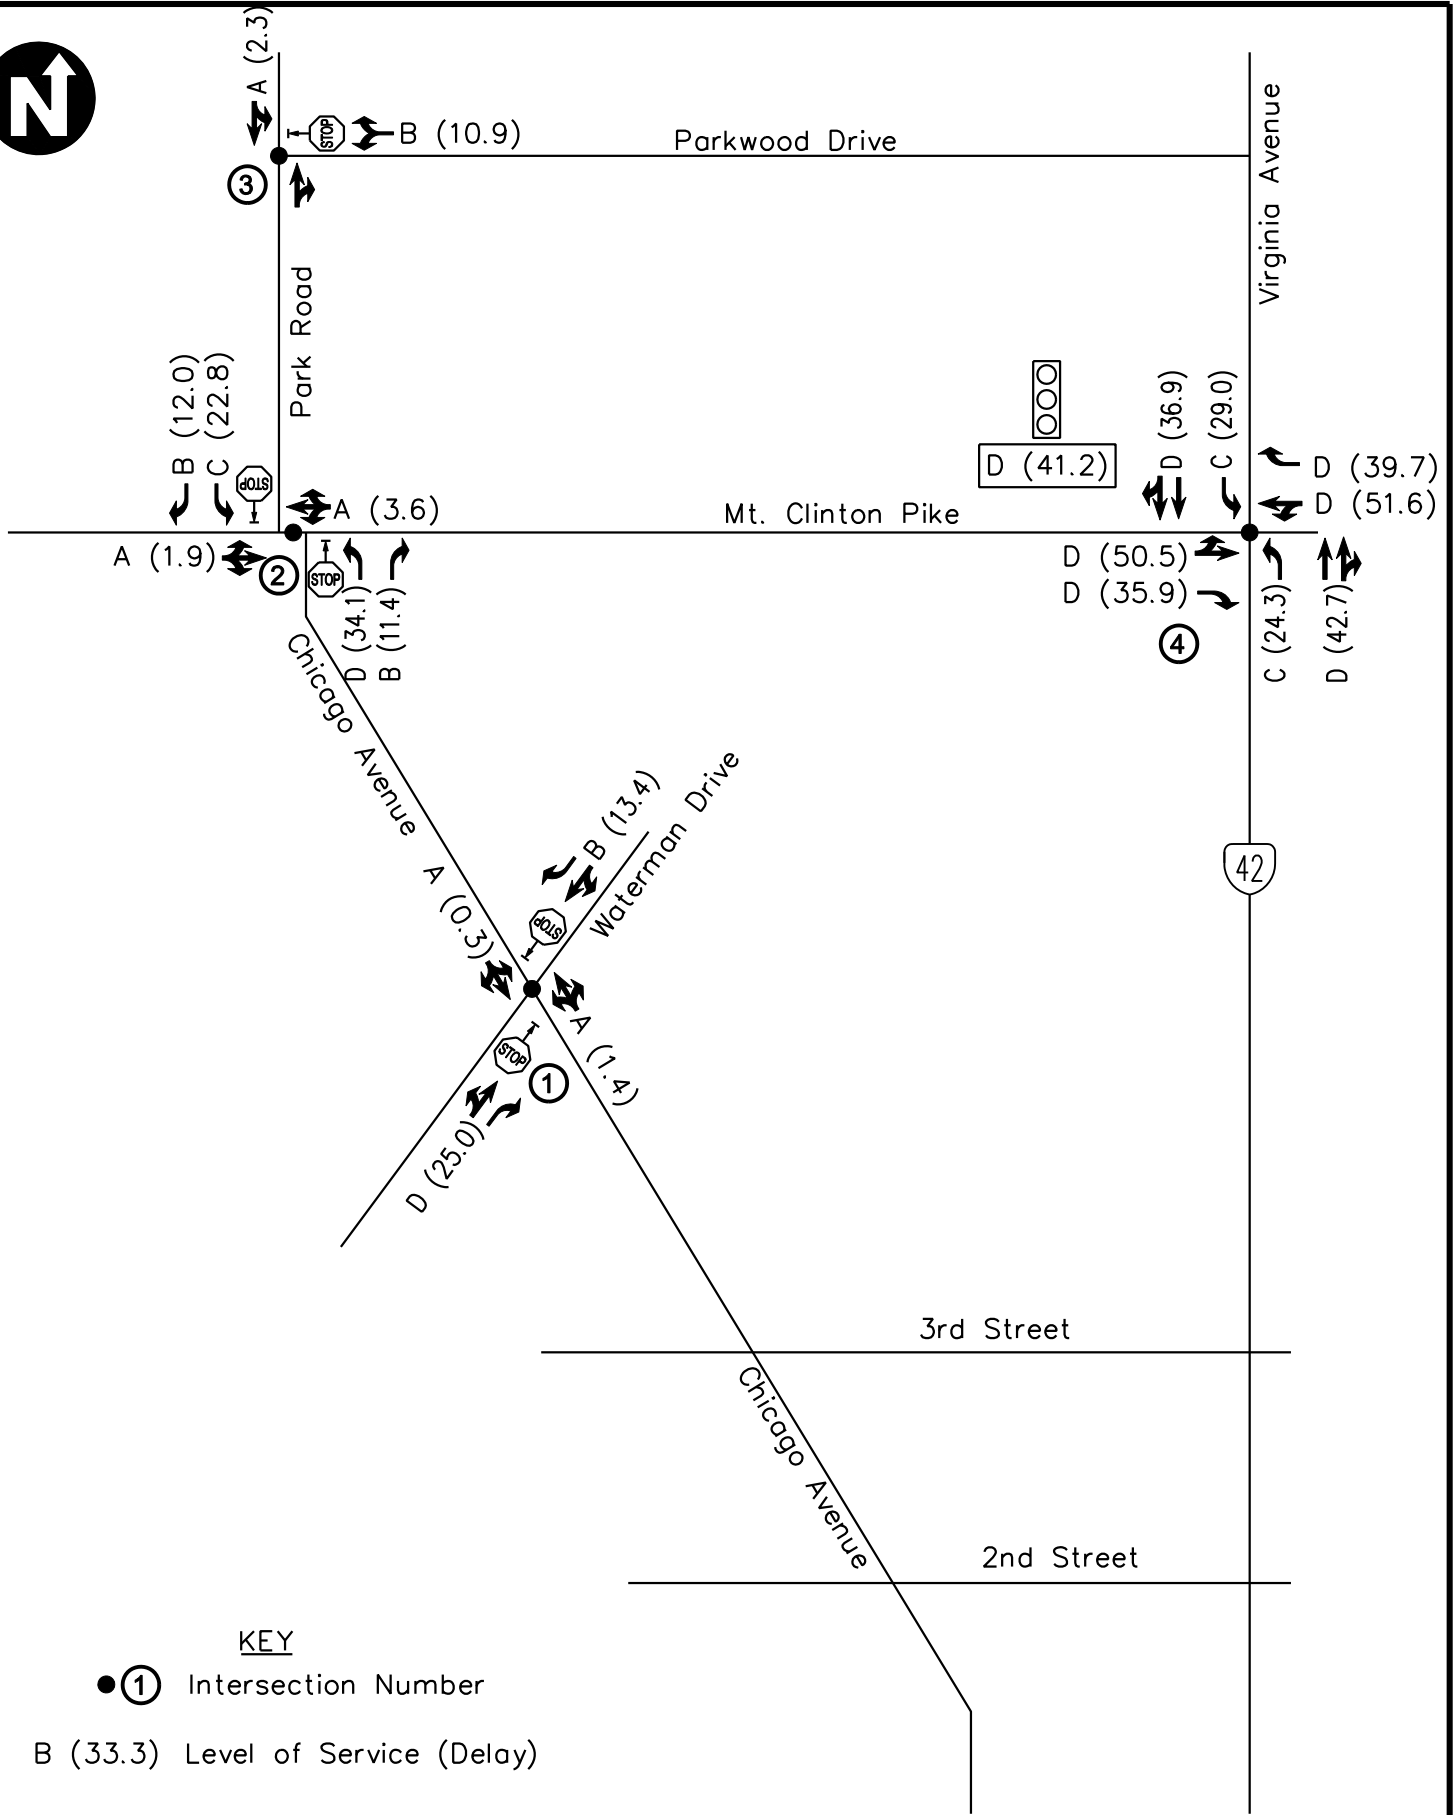 N
A (2.3)
STOP
B (10.9)
Parkwood Drive
3
Virginia Avenue
Park Road
B (12.0)
C (22.8)
STOP
A (3.6)
Mt. Clinton Pike
D (41.2)
D (36.9)
C (29.0)
D (39.7)
D (51.6)
A (1.9)
2
STOP
D (34.1)
B (11.4)
D (50.5)
D (35.9)
4
C (24.3)
D (42.7)
Chicago Avenue
A (0.3)
B (13.4)
Waterman Drive
STOP
42
A (1.4)
STOP
1
D (25.0)
3rd Street
Chicago Avenue
2nd Street
KEY
1 Intersection Number
B (33.3) Level of Service (Delay)